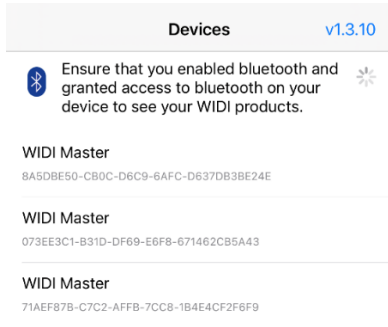 Devices v1.3.10
Ensure that you enabled bluetooth and
granted access to bluetooth on your
device to see your WIDI products.
WIDI Master
8A5DBE50-CB0C-D6C9-6AFC-D637DB3BE24E
WIDI Master
073EE3C1-B31D-DF69-E6F8-671462CB5A43
WIDI Master
71AEF87B-C7C2-AFFB-7CC8-1B4E4CF2F6F9